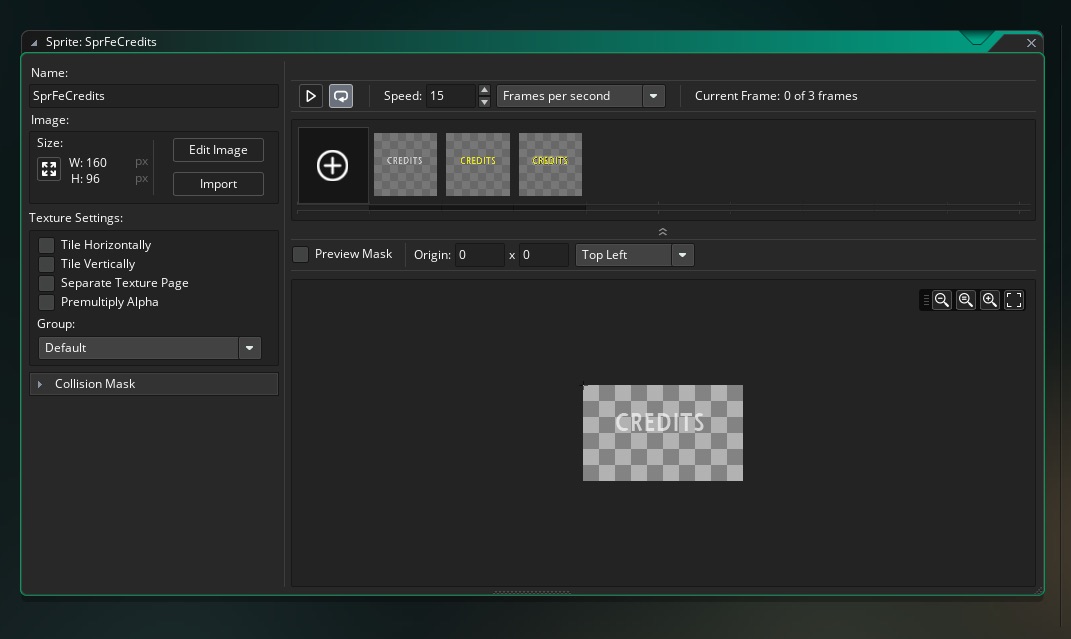 Sprite: SprFeCredits
Name:
SprFeCredits
Image:
Size:
W: 160 px
H: 96 px
Edit Image
Import
Texture Settings:
Tile Horizontally
Tile Vertically
Separate Texture Page
Premultiply Alpha
Group:
Default
Collision Mask
Speed: 15 Frames per second Current Frame: 0 of 3 frames
CREDITS CREDITS CREDITS
Preview Mask Origin: 0 x 0 Top Left
CREDITS